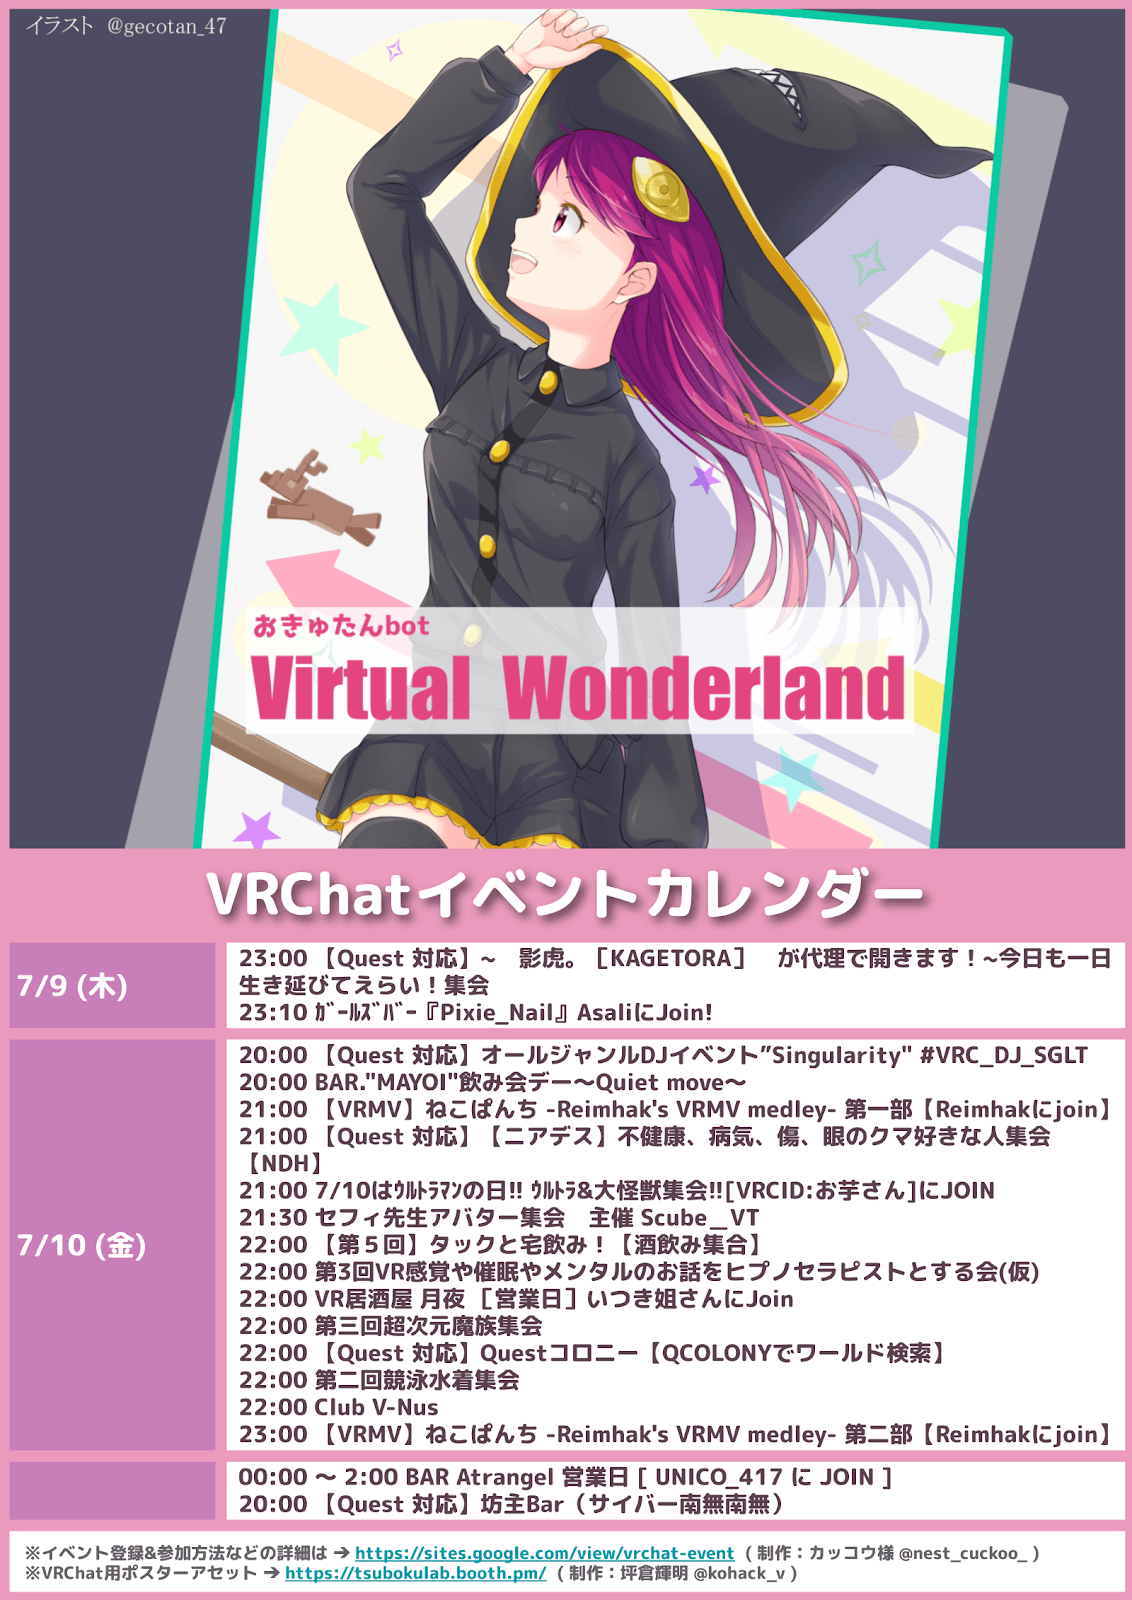 イラスト @gecotan_47
おきゅたんbot
Virtual Wonderland
VRChatイベントカレンダー
7/9 (木)
23:00 【Quest 対応】~　影虎。［KAGETORA］　が代理で開きます！~今日も一日
生き延びてえらい！集会
23:10 ｶﾞｰﾙｽﾞﾊﾞｰ『Pixie_Nail』AsaliにJoin!
7/10 (金)
20:00 【Quest 対応】オールジャンルDJイベント”Singularity" #VRC_DJ_SGLT
20:00 BAR."MAYOI"飲み会デー～Quiet move～
21:00 【VRMV】ねこぱんち -Reimhak's VRMV medley- 第一部【Reimhakにjoin】
21:00 【Quest 対応】【ニアデス】不健康、病気、傷、眼のクマ好きな人集会
【NDH】
21:00 7/10はｳﾙﾄﾗﾏﾝの日!! ｳﾙﾄﾗ&大怪獣集会!![VRCID:お芋さん]にJOIN
21:30 セフィ先生アバター集会　主催 Scube＿VT
22:00 【第５回】タックと宅飲み！【酒飲み集合】
22:00 第3回VR感覚や催眠やメンタルのお話をヒプノセラピストとする会(仮)
22:00 VR居酒屋 月夜 ［営業日］いつき姐さんにJoin
22:00 第三回超次元魔族集会
22:00 【Quest 対応】Questコロニー【QCOLONYでワールド検索】
22:00 第二回競泳水着集会
22:00 Club V-Nus
23:00 【VRMV】ねこぱんち -Reimhak's VRMV medley- 第二部【Reimhakにjoin】
00:00 ～ 2:00 BAR Atrangel 営業日 [ UNICO_417 に JOIN ]
20:00 【Quest 対応】坊主Bar（サイバー南無南無）
※イベント登録&参加方法などの詳細は ➔ https://sites.google.com/view/vrchat-event （ 制作：カッコウ様 @nest_cuckoo_ ）
※VRChat用ポスターアセット ➔ https://tsubokulab.booth.pm/ （ 制作：坪倉輝明 @kohack_v ）